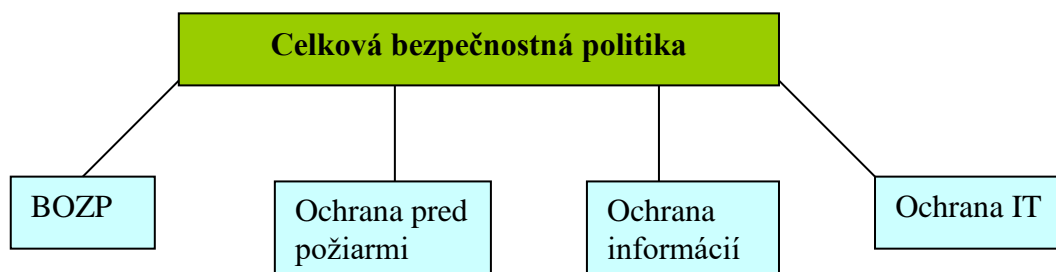 Celková bezpečnostná politika
BOZP
Ochrana pred
požiarmi
Ochrana
informácií
Ochrana IT